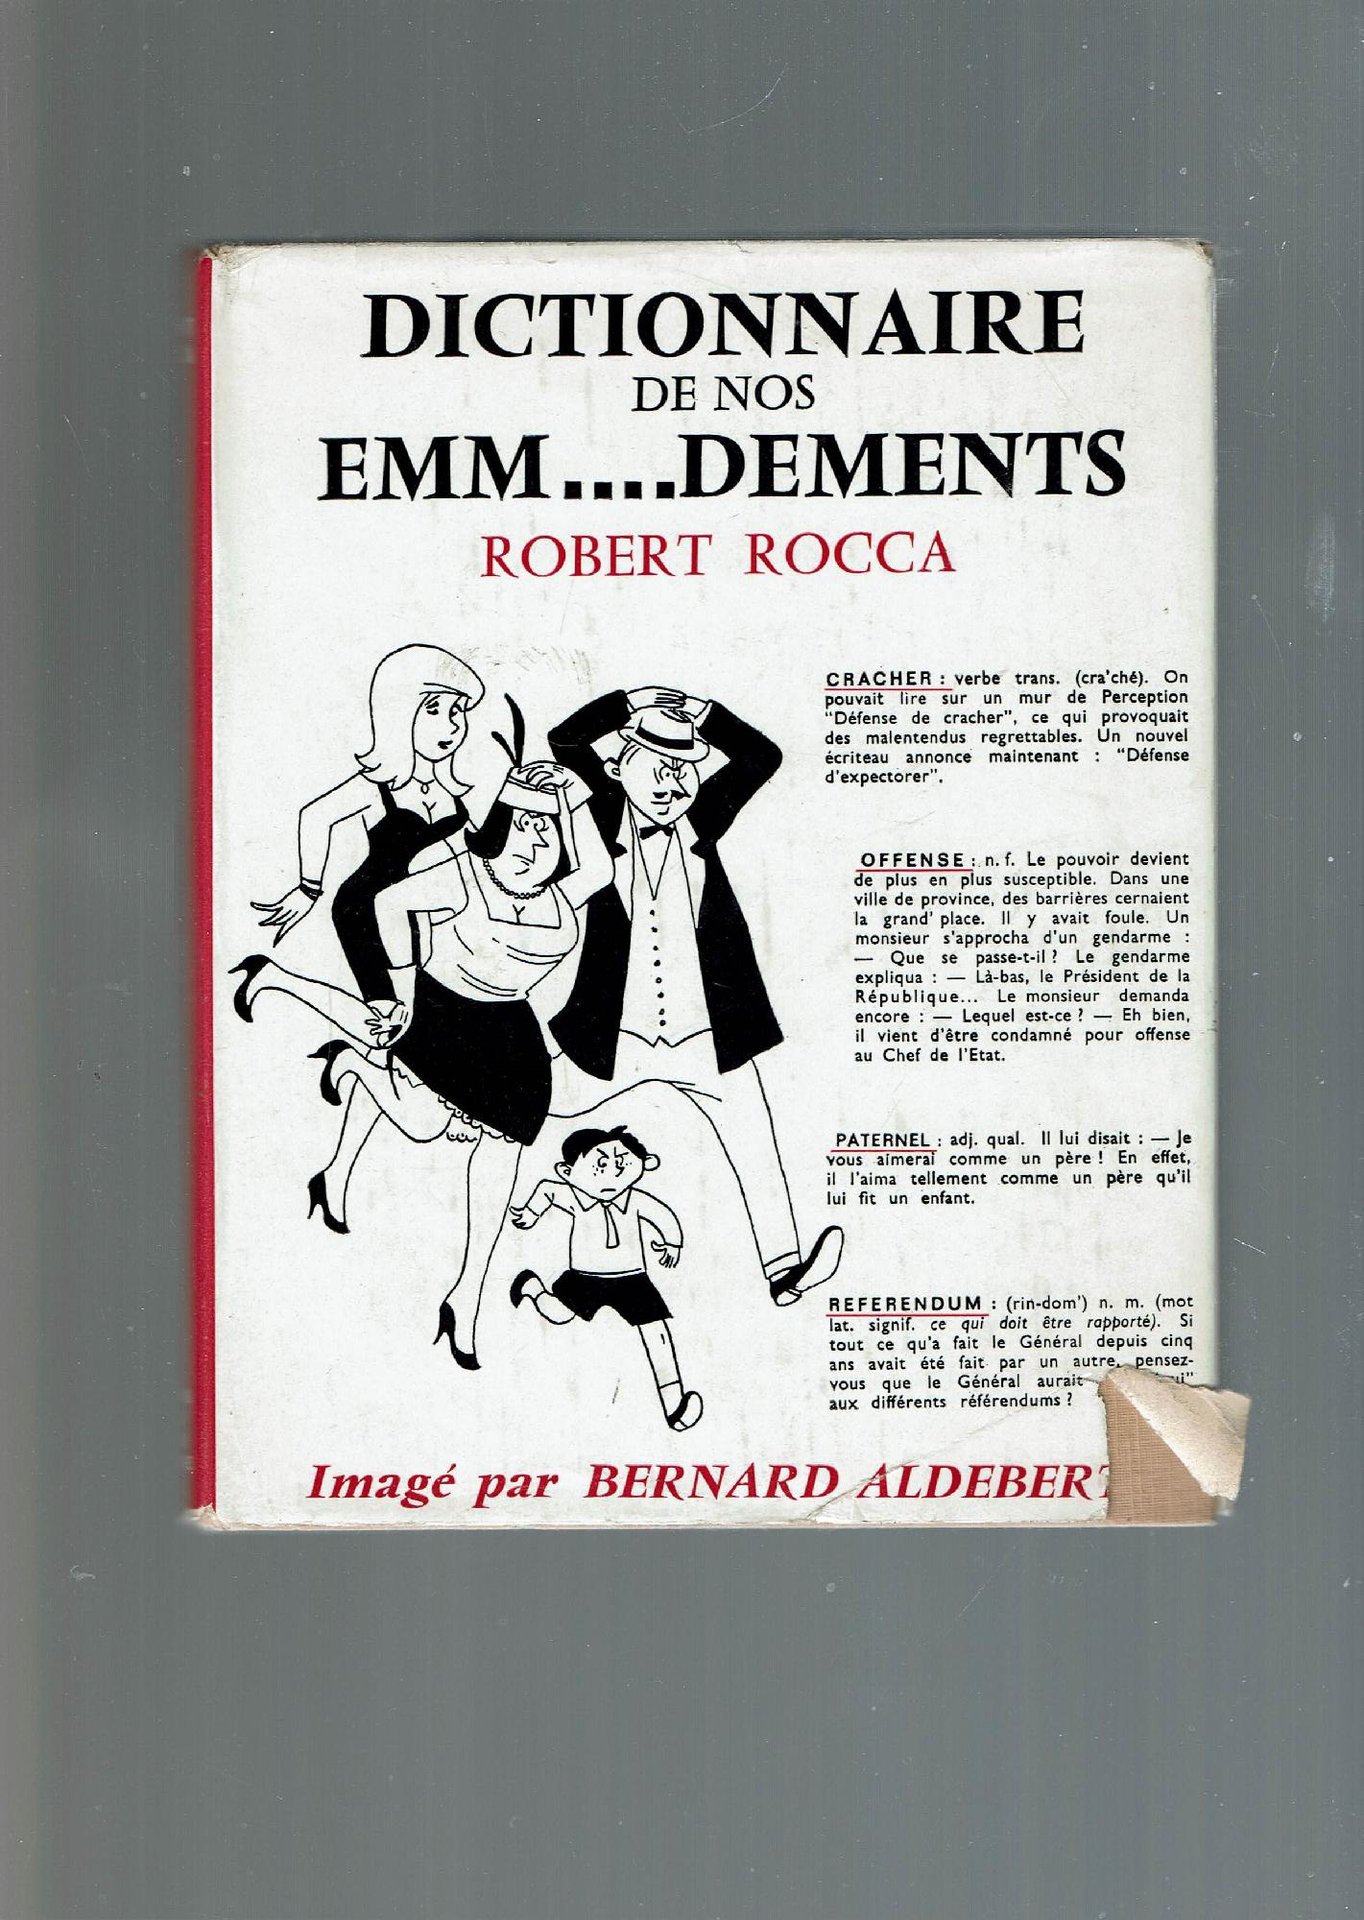 DICTIONNAIRE
DE NOS
EMM....DEMENTS
ROBERT ROCCA
CRACHER : verbe trans. (cra'ché). On
pouvait lire sur un mur de Perception
"Défense de cracher", ce qui provoquait
des malentendus regrettables. Un nouvel
écriteau annonce maintenant : "Défense
d'expectorer".
OFFENSE : n. f. Le pouvoir devient
de plus en plus susceptible. Dans une
ville de province, des barrières cernaient
la grand' place. Il y avait foule. Un
monsieur s'approcha d'un gendarme :
— Que se passe-t-il ? Le gendarme
expliqua : — Là-bas, le Président de la
République... Le monsieur demanda
encore : — Lequel est-ce ? — Eh bien,
il vient d'être condamné pour offense
au Chef de l'Etat.
PATERNEL : adj. qual. Il lui disait : — Je
vous aimerai comme un père ! En effet,
il l'aima tellement comme un père qu'il
lui fit un enfant.
REFERENDUM : (rin-dom') n. m. (mot
lat. signif. ce qui doit être rapporté). Si
tout ce qu'a fait le Général depuis cinq
ans avait été fait par un autre, pensez-
vous que le Général aurait
aux différents référendums ?
Imagé par BERNARD ALDEBERT